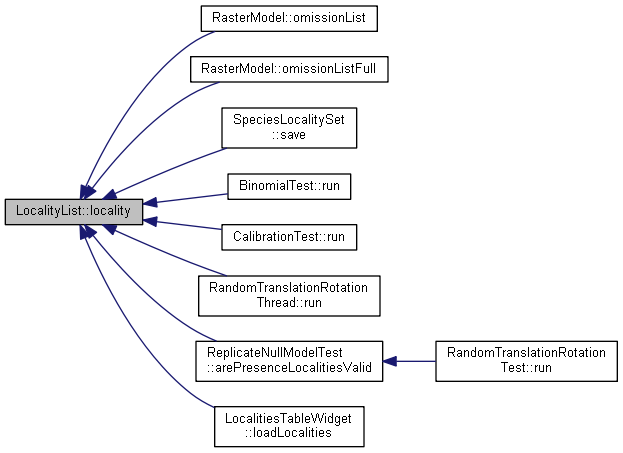 RasterModel::omissionList
RasterModel::omissionListFull
SpeciesLocalitySet
::save
BinomialTest::run
LocalityList::locality
CalibrationTest::run
RandomTranslationRotation
Thread::run
ReplicateNullModelTest
::arePresenceLocalitiesValid
RandomTranslationRotation
Test::run
LocalitiesTableWidget
::loadLocalities